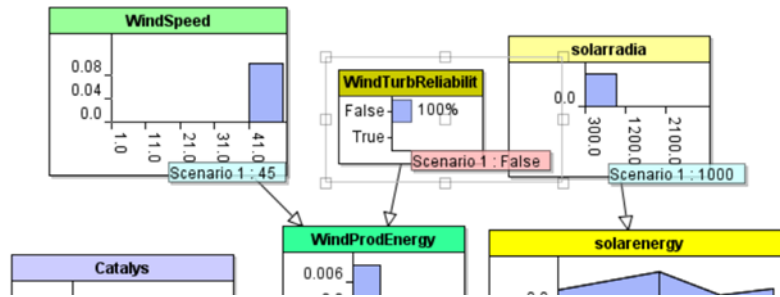 WindSpeed
0.08
0.04
0.0
1.0
11.0
21.0
31.0
41.0
Scenario 1 : 45
WindTurbReliabilit
False
100%
True
Scenario 1 : False
solarradia
0.0
300.0
1200.0
2100.0
Scenario 1 : 1000
WindProdEnergy
0.006
solarenergy
Catalys